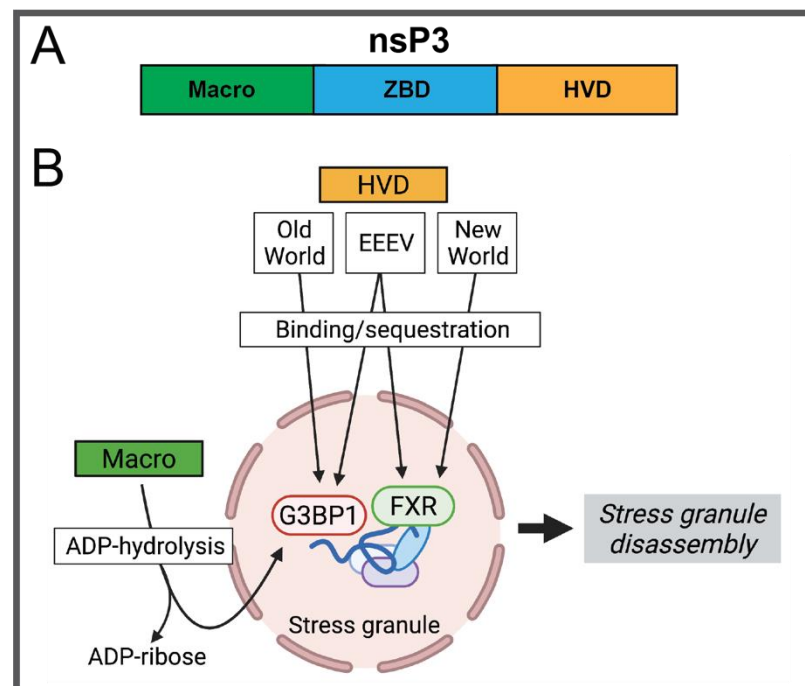 A
nsP3
Macro ZBD HVD
B
HVD
Old
World
EEEV
New
World
Binding/sequestration
Macro
ADP-hydrolysis
ADP-ribose
G3BP1
FXR
Stress granule
Stress granule
disassembly